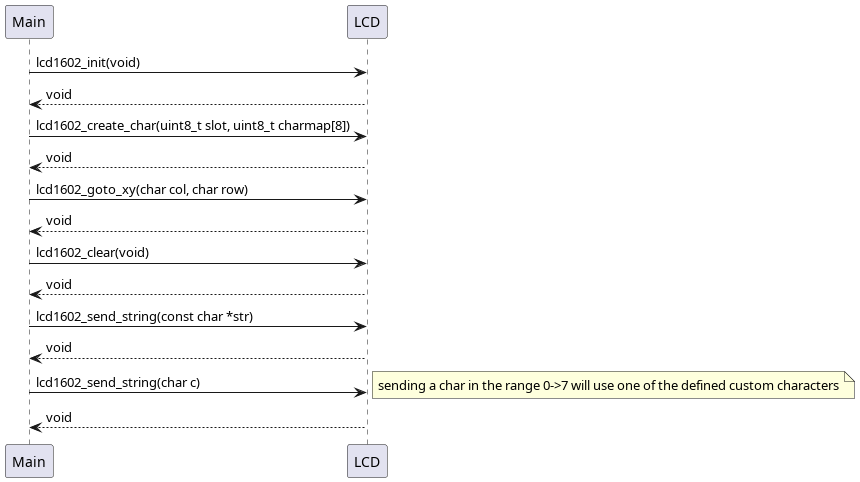 Main
LCD
lcd1602_init(void)
void
lcd1602_create_char(uint8_t slot, uint8_t charmap[8])
void
lcd1602_goto_xy(char col, char row)
void
lcd1602_clear(void)
void
lcd1602_send_string(const char *str)
void
lcd1602_send_string(char c)
sending a char in the range 0->7 will use one of the defined custom characters
void
Main
LCD